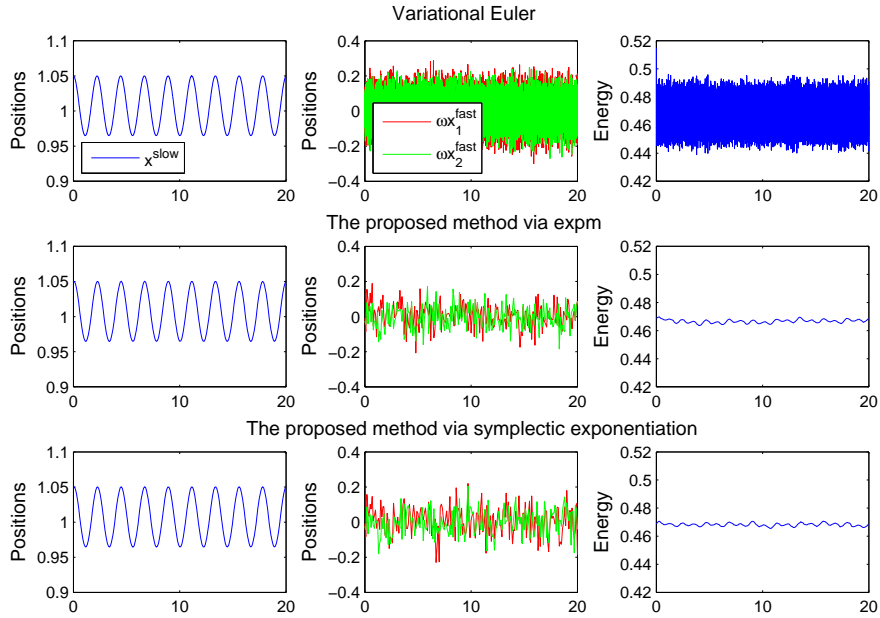 Variational Euler
Positions
1.1
1.05
1
0.95
0.9
0 10 20
x^slow
Positions
0.4
0.2
0
−0.2
−0.4
0 10 20
ωx_1^fast
ωx_2^fast
Energy
0.52
0.5
0.48
0.46
0.44
0.42
0 10 20
The proposed method via expm
Positions
1.1
1.05
1
0.95
0.9
0 10 20
Positions
0.4
0.2
0
−0.2
−0.4
0 10 20
Energy
0.52
0.5
0.48
0.46
0.44
0.42
0 10 20
The proposed method via symplectic exponentiation
Positions
1.1
1.05
1
0.95
0.9
0 10 20
Positions
0.4
0.2
0
−0.2
−0.4
0 10 20
Energy
0.52
0.5
0.48
0.46
0.44
0.42
0 10 20